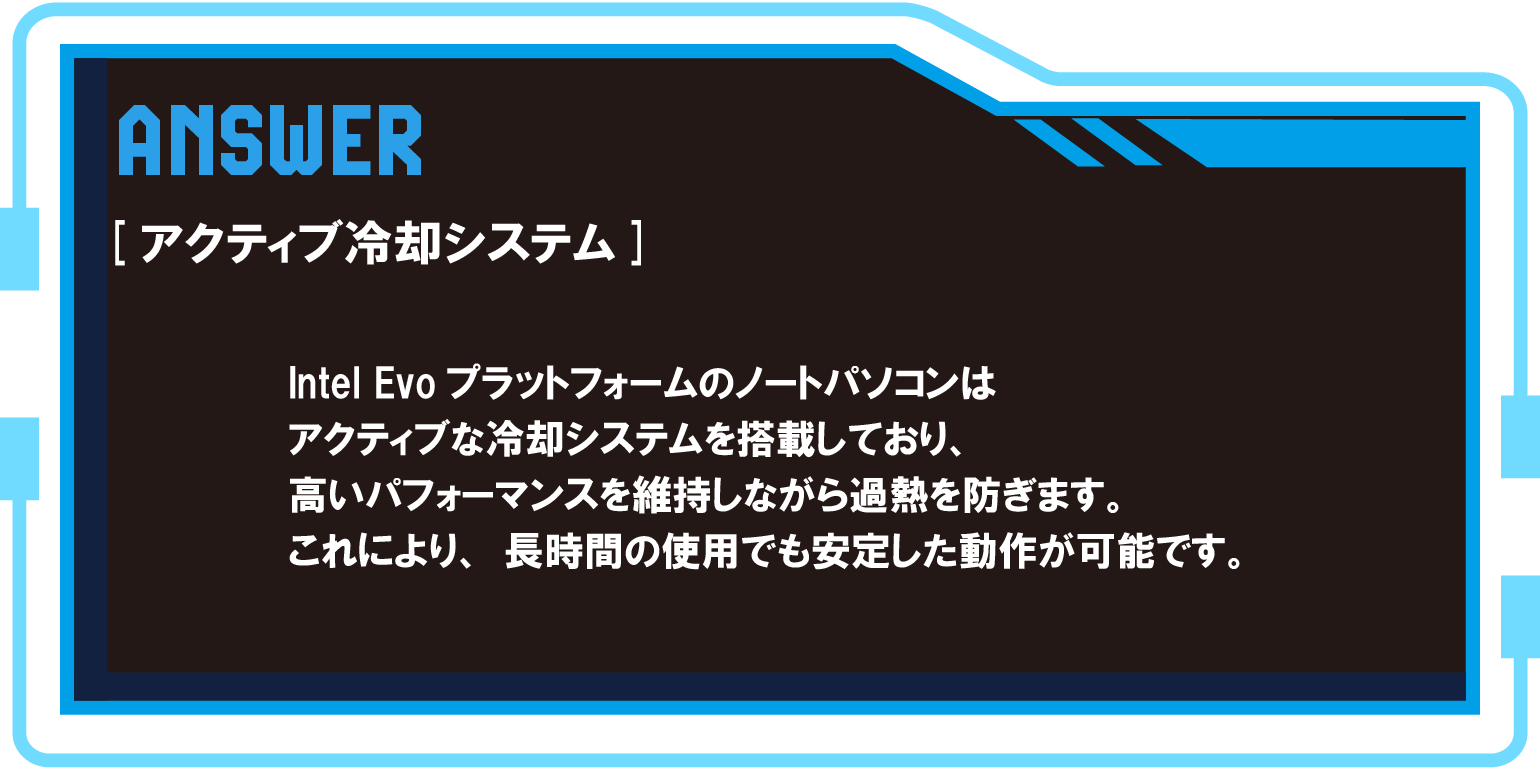 ANSWER
[ アクティブ冷却システム ]
Intel Evo プラットフォームのノートパソコンは
アクティブな冷却システムを搭載しており、
高いパフォーマンスを維持しながら過熱を防ぎます。
これにより、 長時間の使用でも安定した動作が可能です。